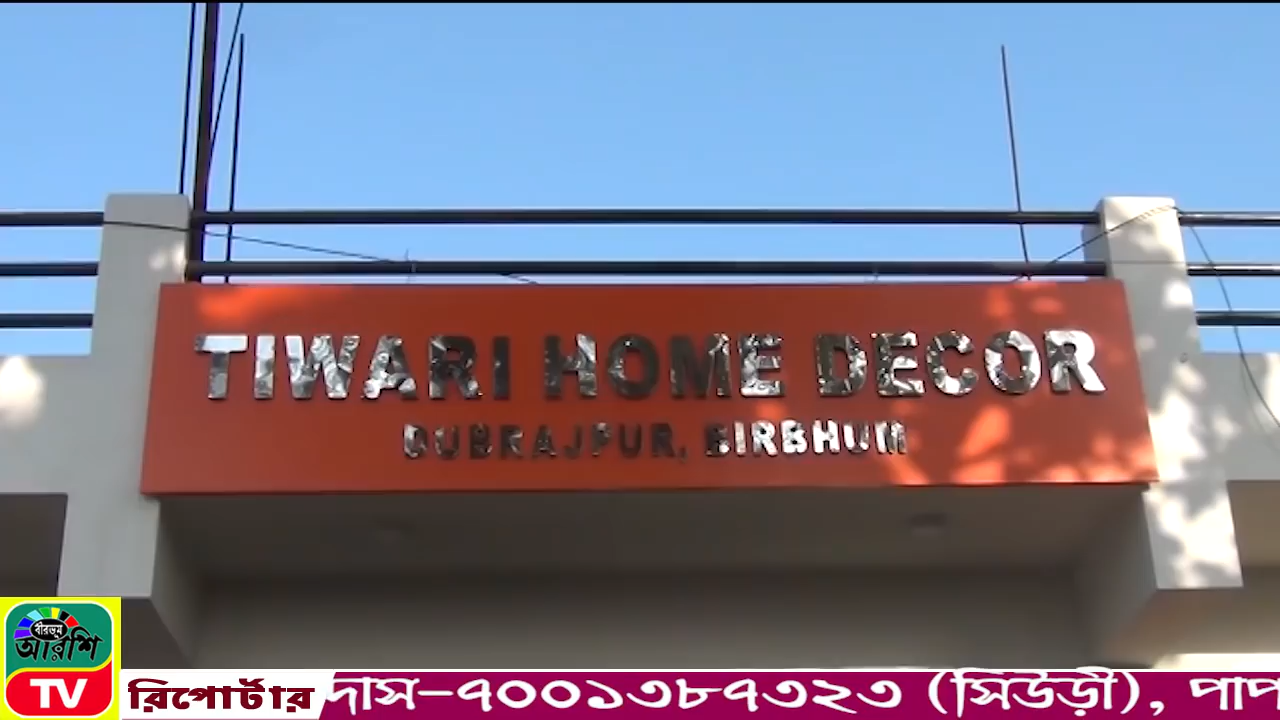 TIWARI HOME DECOR
DUBRAJPUR, BIRBHUM
বীরভূম
আরশি
TV
রিপোর্টার
দাস-৭০০১৩৮৭৩২৩ (সিউড়ী), পাপ